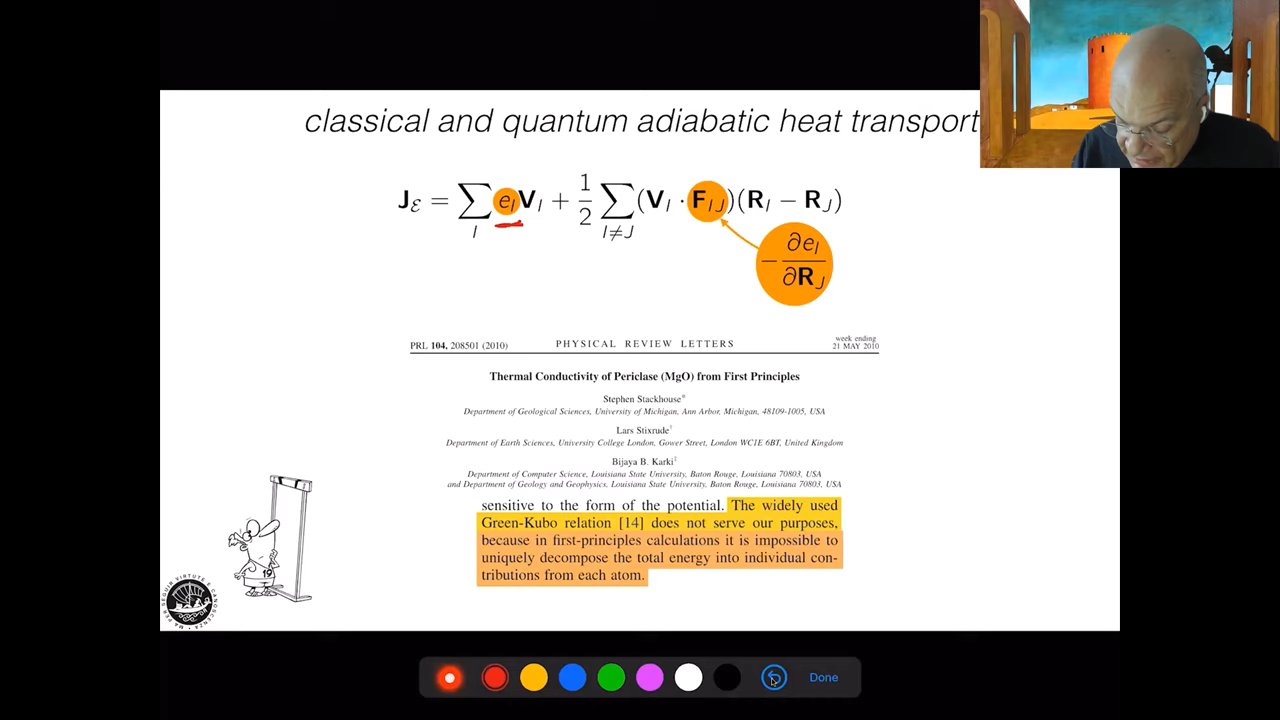 classical and quantum adiabatic heat transport
J_ℰ = ∑_I e_I V_I + 1/2 ∑_{I≠J} (V_I · F_{IJ})(R_I − R_J)
− ∂e_I/∂R_J
PRL 104, 208501 (2010) PHYSICAL REVIEW LETTERS week ending 21 MAY 2010
Thermal Conductivity of Periclase (MgO) from First Principles
Stephen Stackhouse*
Department of Geological Sciences, University of Michigan, Ann Arbor, Michigan, 48109-1005, USA
Lars Stixrude†
Department of Earth Sciences, University College London, Gower Street, London WC1E 6BT, United Kingdom
Bijaya B. Karki‡
Department of Computer Science, Louisiana State University, Baton Rouge, Louisiana 70803, USA
and Department of Geology and Geophysics, Louisiana State University, Baton Rouge, Louisiana 70803, USA
sensitive to the form of the potential. The widely used
Green-Kubo relation [14] does not serve our purposes,
because in first-principles calculations it is impossible to
uniquely decompose the total energy into individual con-
tributions from each atom.
Done